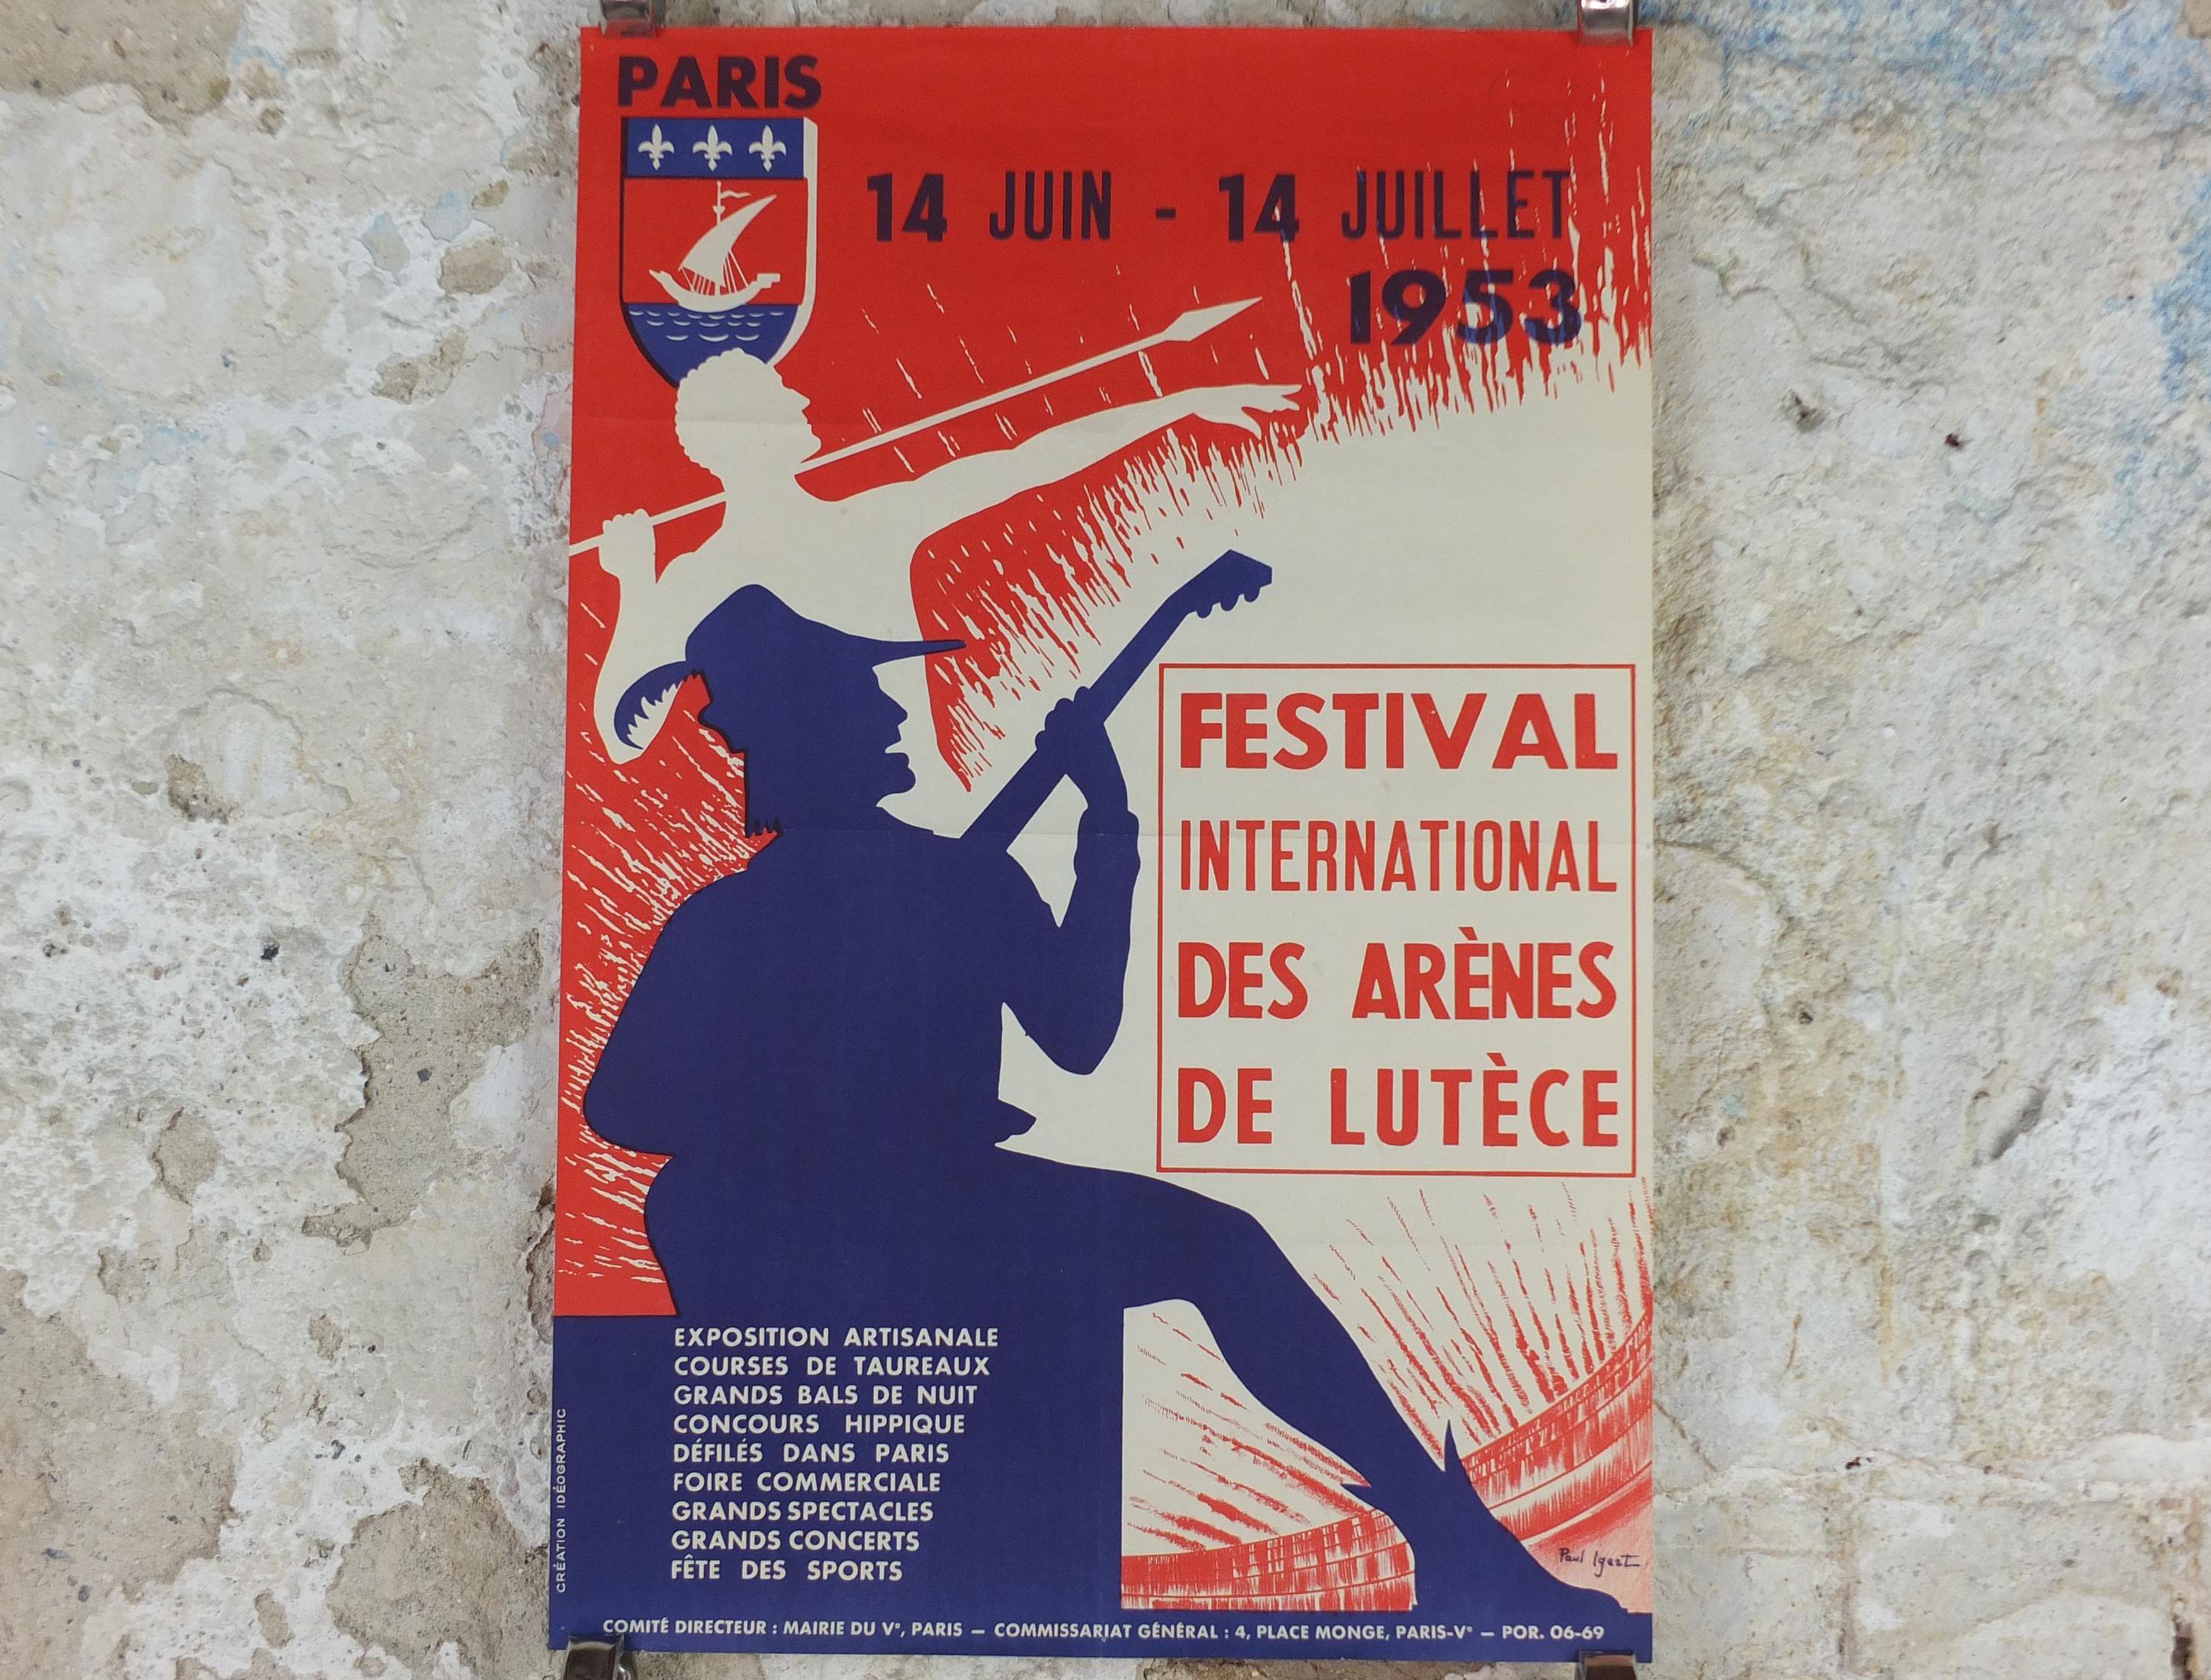 PARIS
14 JUIN - 14 JUILLET
1953
FESTIVAL
INTERNATIONAL
DES ARÈNES
DE LUTÈCE
EXPOSITION ARTISANALE
COURSES DE TAUREAUX
GRANDS BALS DE NUIT
CONCOURS HIPPIQUE
DÉFILÉS DANS PARIS
FOIRE COMMERCIALE
GRANDS SPECTACLES
GRANDS CONCERTS
FÊTE DES SPORTS
CRÉATION IDÉOGRAPHIC
Paul Igert
COMITÉ DIRECTEUR : MAIRIE DU Vᵉ, PARIS — COMMISSARIAT GÉNÉRAL : 4, PLACE MONGE, PARIS-Vᵉ — POR. 06-69